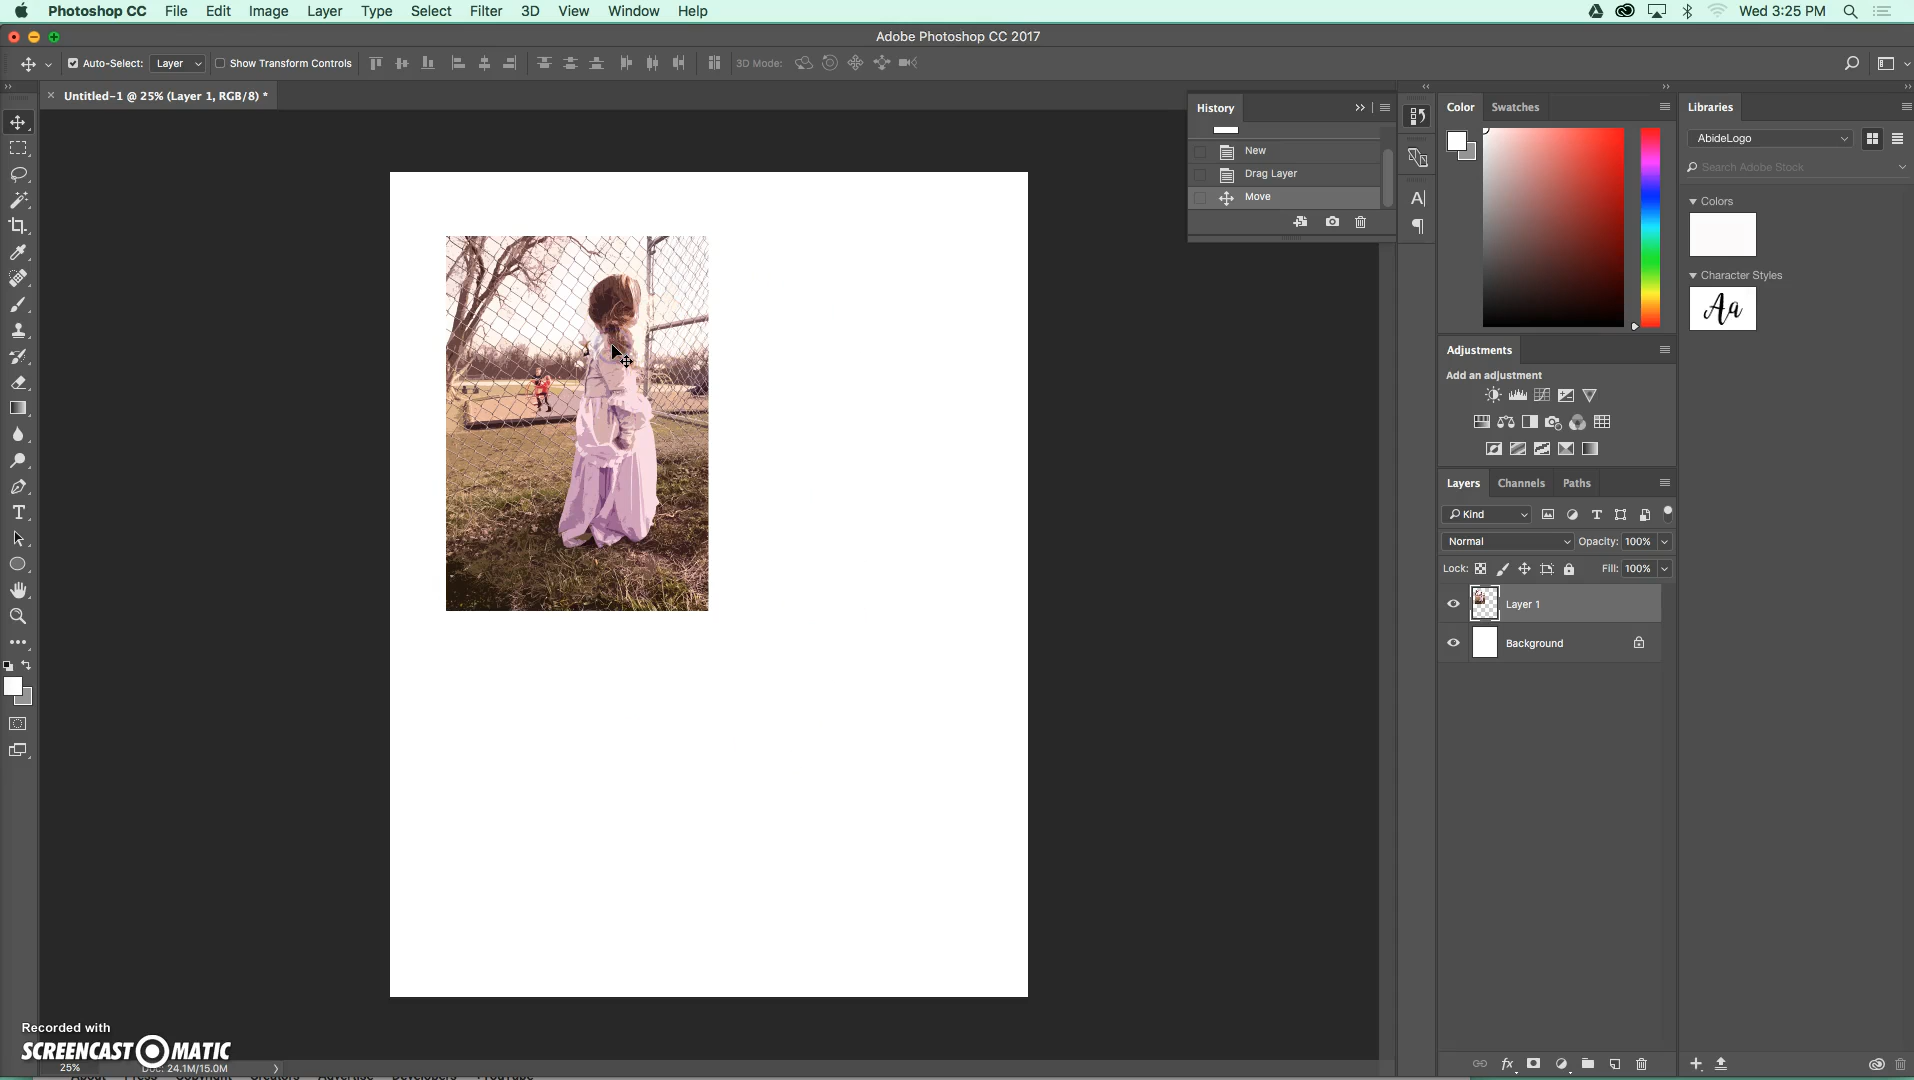 Photoshop CC File Edit Image Layer Type Select Filter 3D View Window Help Wed 3:25 PM
Adobe Photoshop CC 2017
Auto-Select: Layer Show Transform Controls 3D Mode:
Untitled-1 @ 25% (Layer 1, RGB/8) *
History
New
Drag Layer
Move
Color Swatches
Libraries
AbideLogo
Search Adobe Stock
Colors
Character Styles
Aa
Adjustments
Add an adjustment
Layers Channels Paths
Kind
Normal Opacity: 100%
Lock: Fill: 100%
Layer 1
Background
fx
Recorded with
SCREENCAST MATIC
25% Doc: 24.1M/15.0M